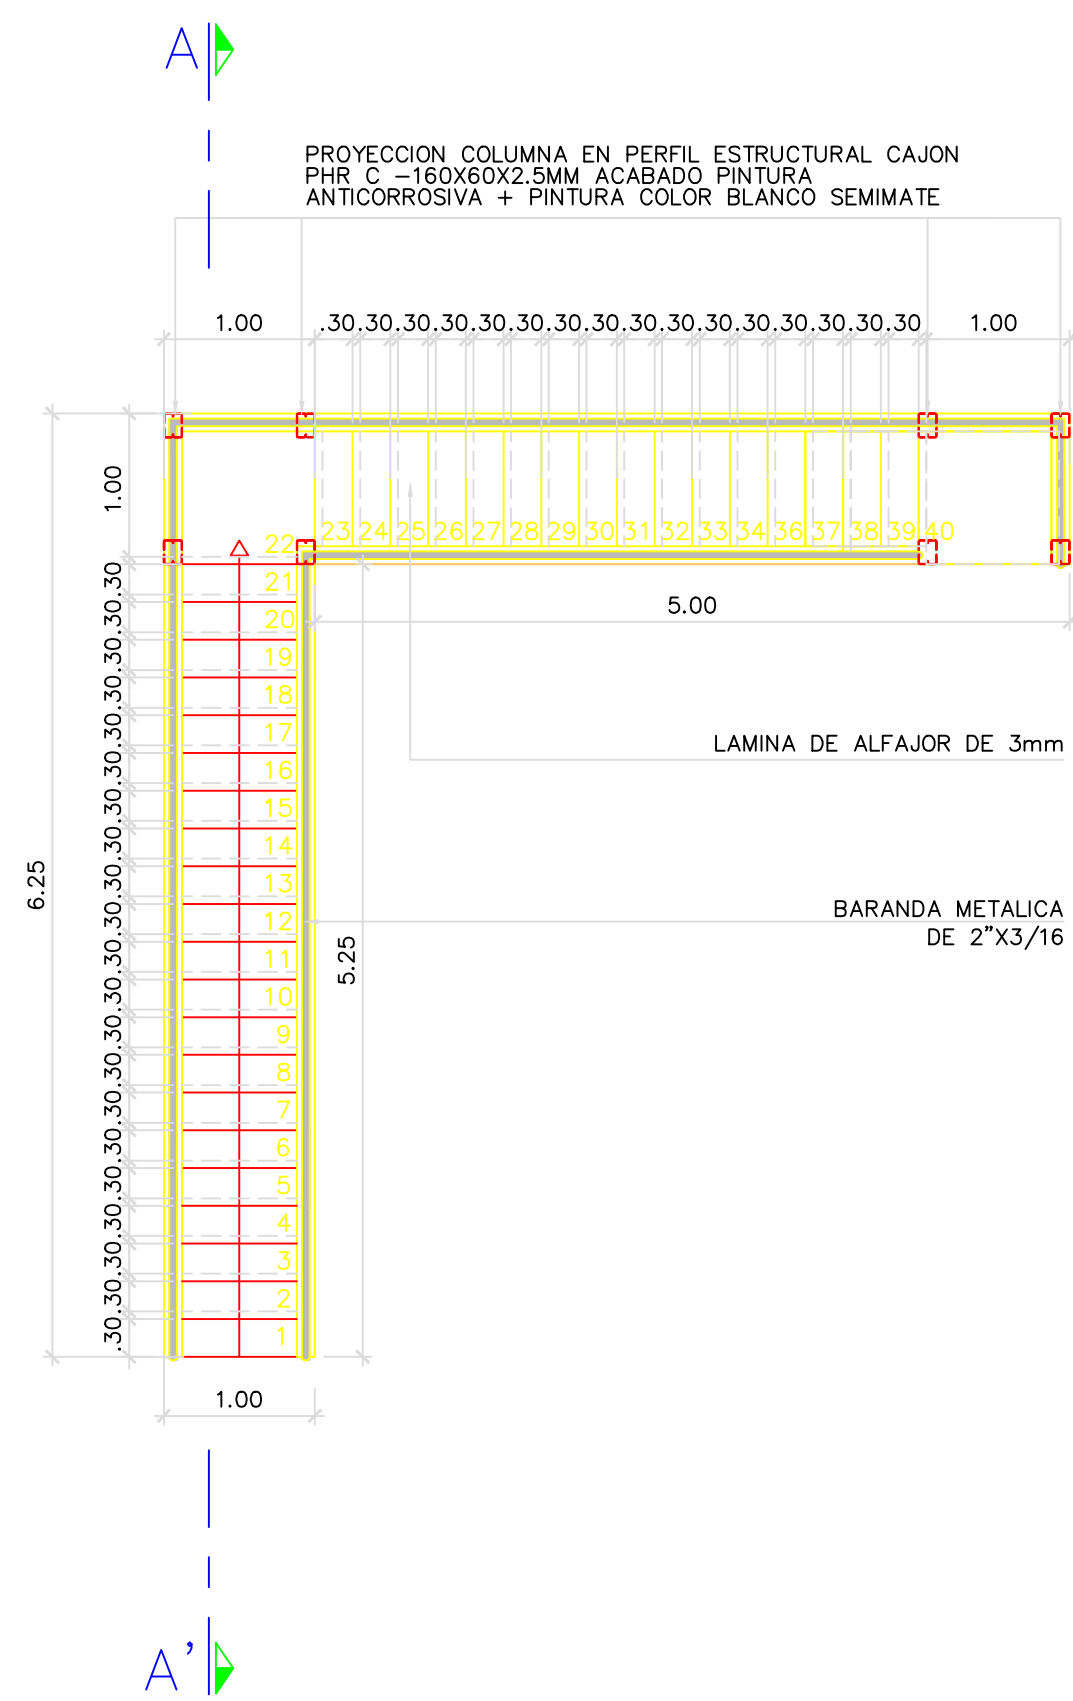 A
PROYECCION COLUMNA EN PERFIL ESTRUCTURAL CAJON
PHR C -160X60X2.5MM ACABADO PINTURA
ANTICORROSIVA + PINTURA COLOR BLANCO SEMIMATE
1.00 .30.30.30.30.30.30.30.30.30.30.30.30.30.30.30.30 1.00
1.00
23 24 25 26 27 28 29 30 31 32 33 34 36 37 38 39 40
22
21
20
19
18
17
16
15
14
13
12
11
10
9
8
7
6
5
4
3
2
1
.30.30.30.30.30.30.30.30.30.30.30.30.30.30.30.30.30.30.30.30.30
5.00
LAMINA DE ALFAJOR DE 3mm
6.25
BARANDA METALICA
DE 2”X3/16
5.25
1.00
A’